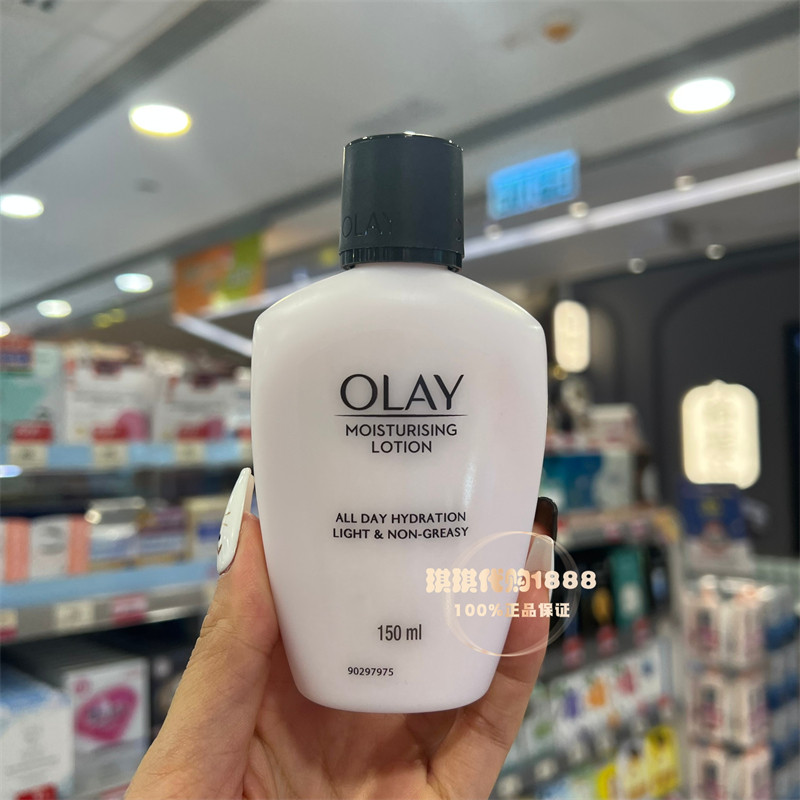 OLAY
OLAY
MOISTURISING
LOTION
ALL DAY HYDRATION
LIGHT & NON-GREASY
琪琪代购1888
100%正品保证
150 ml
90297975